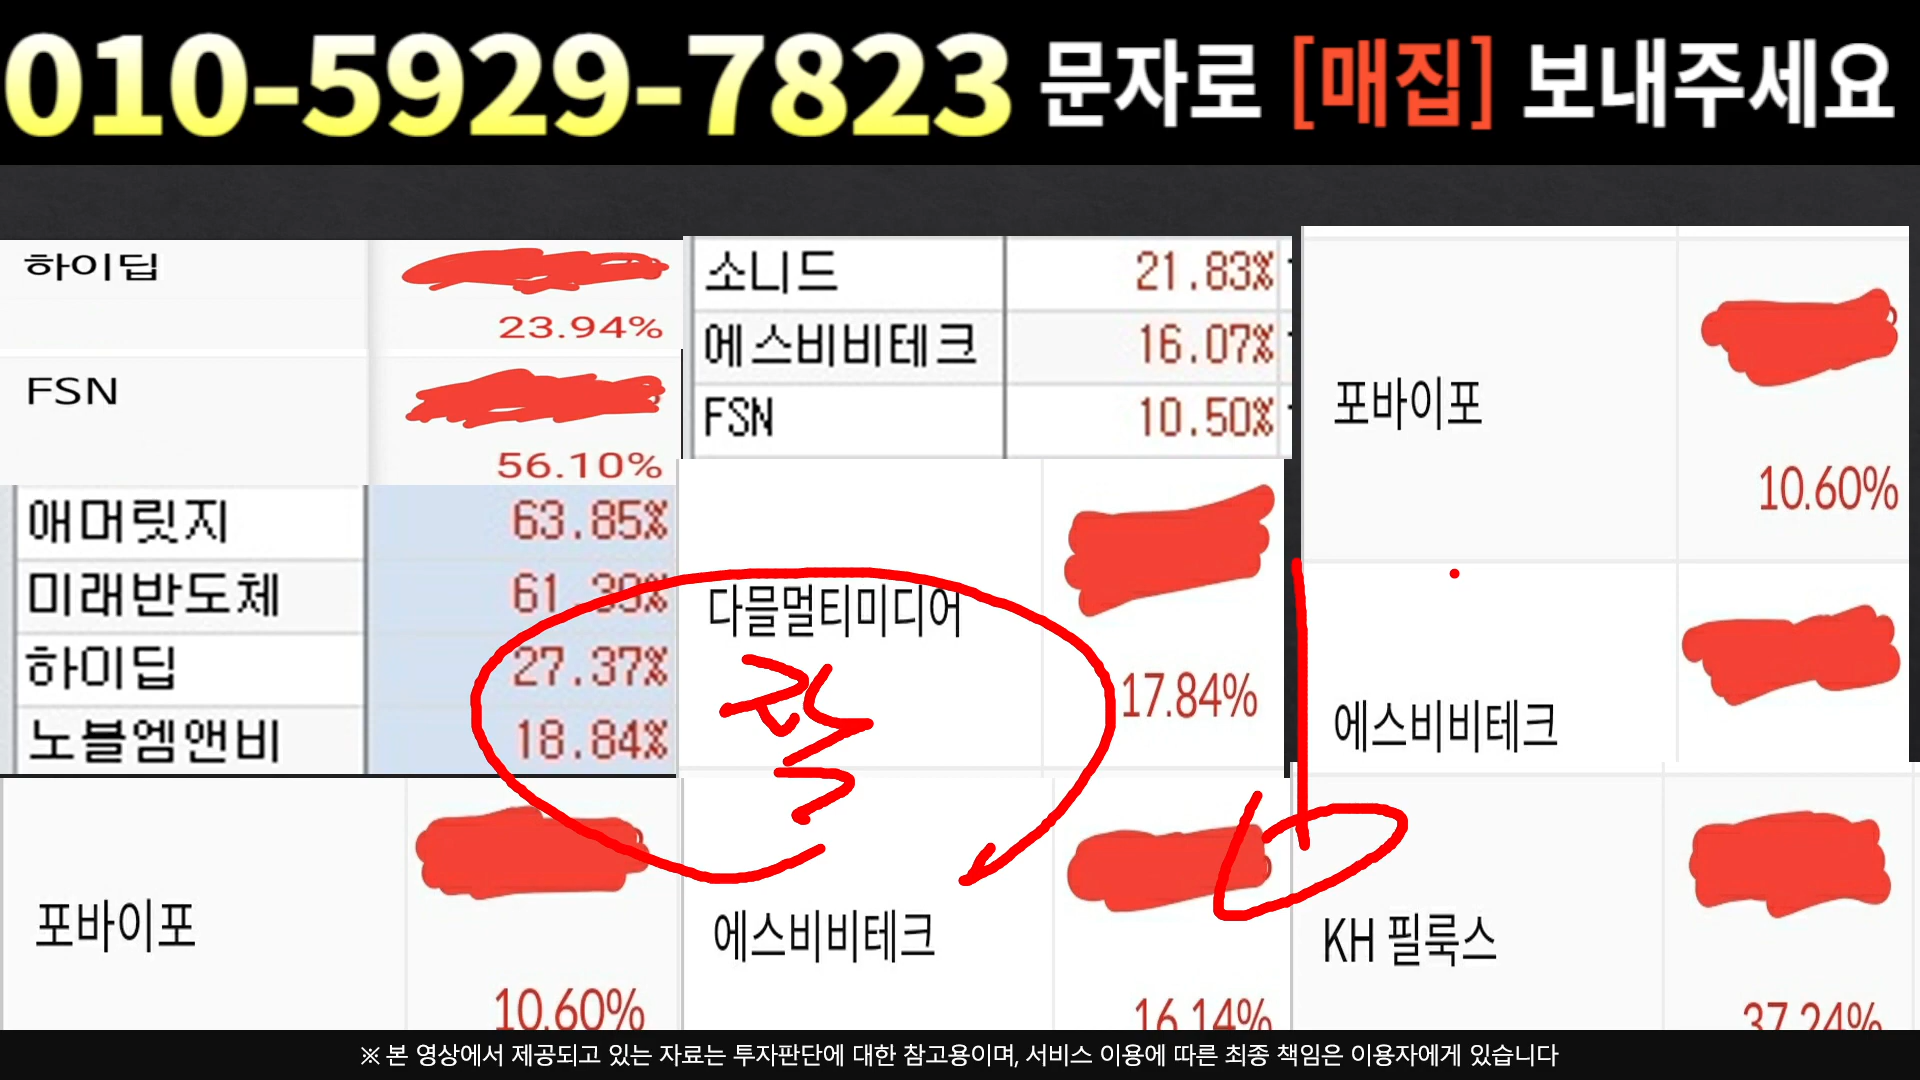 010-5929-7823 문자로 [매집] 보내주세요
하이딥
23.94%
FSN
56.10%
애머릿지 63.85%
미래반도체 61.39%
하이딥 27.37%
노블엠앤비 18.84%
소니드 21.83%
에스비비테크 16.07%
FSN 10.50%
다믈멀티미디어
17.84%
포바이포
10.60%
에스비비테크
포바이포
10.60%
에스비비테크
16.14%
KH 필룩스
37.24%
※ 본 영상에서 제공되고 있는 자료는 투자판단에 대한 참고용이며, 서비스 이용에 따른 최종 책임은 이용자에게 있습니다